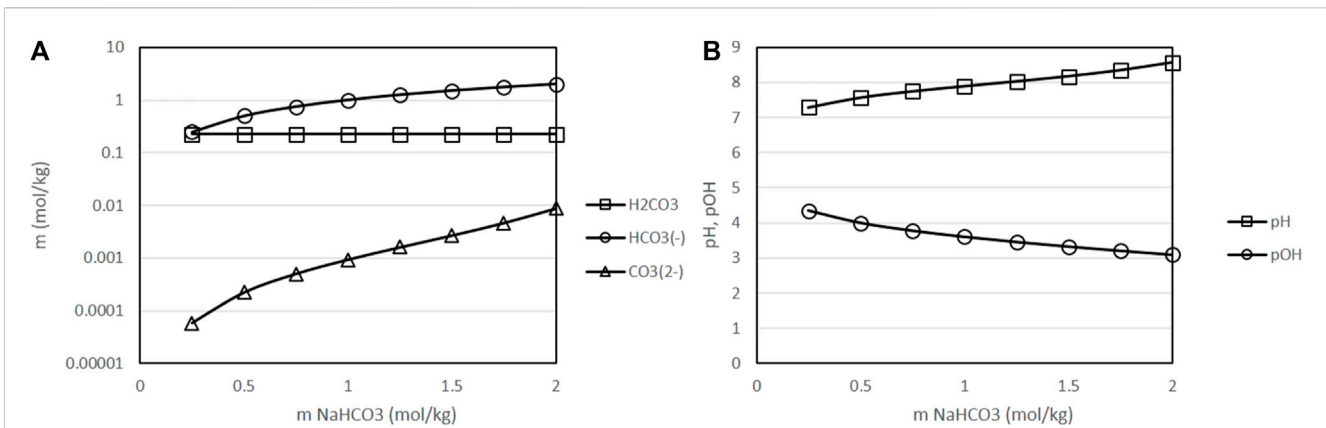 A
m (mol/kg)
10
1
0.1
0.01
0.001
0.0001
0.00001
0
0.5
1
1.5
2
m NaHCO3 (mol/kg)
H2CO3
HCO3(-)
CO3(2-)
B
pH, pOH
9
8
7
6
5
4
3
2
1
0
0
0.5
1
1.5
2
m NaHCO3 (mol/kg)
pH
pOH